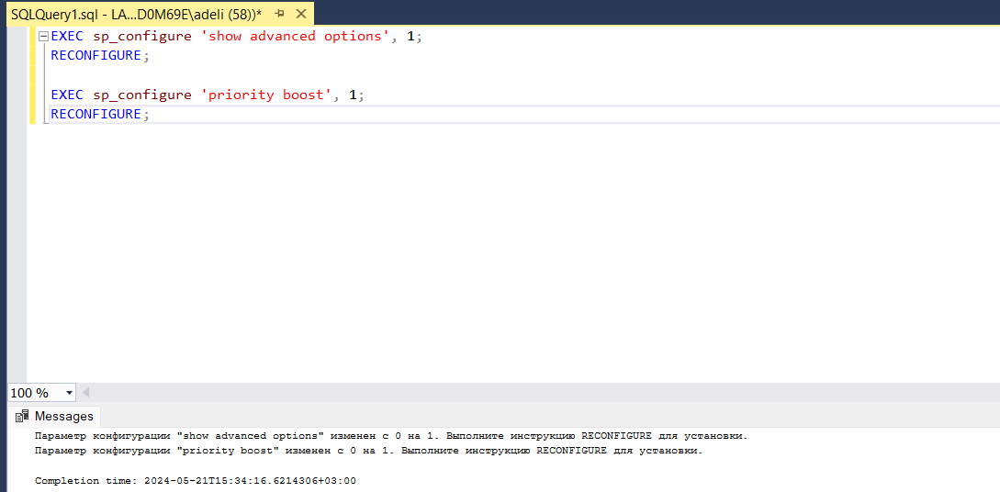 SQLQuery1.sql - LA...D0M69E\adeli (58))*
EXEC sp_configure 'show advanced options', 1;
RECONFIGURE;
EXEC sp_configure 'priority boost', 1;
RECONFIGURE;
100 %
Messages
Параметр конфигурации "show advanced options" изменен с 0 на 1. Выполните инструкцию RECONFIGURE для установки.
Параметр конфигурации "priority boost" изменен с 0 на 1. Выполните инструкцию RECONFIGURE для установки.
Completion time: 2024-05-21T15:34:16.6214306+03:00